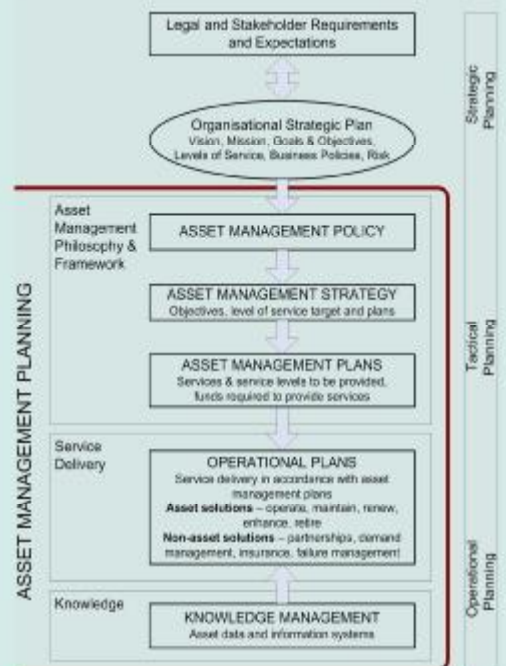 Legal and Stakeholder Requirements
and Expectations
Strategic
Planning
Organisational Strategic Plan
Vision, Mission, Goals & Objectives,
Levels of Service, Business Policies, Risk
ASSET MANAGEMENT PLANNING
Asset
Management
Philosophy &
Framework
ASSET MANAGEMENT POLICY
ASSET MANAGEMENT STRATEGY
Objectives, level of service target and plans
Tactical
Planning
ASSET MANAGEMENT PLANS
Services & service levels to be provided,
funds required to provide services
Service
Delivery
OPERATIONAL PLANS
Service delivery in accordance with asset
management plans
Asset solutions – operate, maintain, renew,
enhance, retire
Non-asset solutions – partnerships, demand
management, insurance, failure management
Operational
Planning
Knowledge
KNOWLEDGE MANAGEMENT
Asset data and information systems